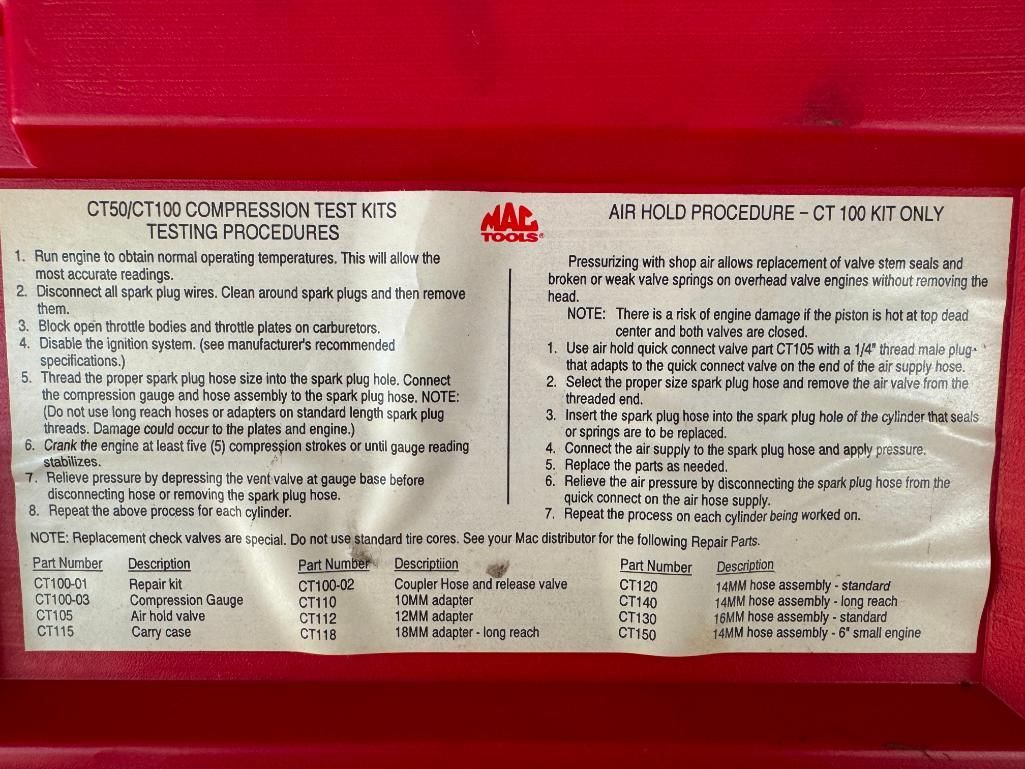 CT50/CT100 COMPRESSION TEST KITS
TESTING PROCEDURES
1. Run engine to obtain normal operating temperatures. This will allow the
most accurate readings.
2. Disconnect all spark plug wires. Clean around spark plugs and then remove
them.
3. Block open throttle bodies and throttle plates on carburetors.
4. Disable the ignition system. (see manufacturer's recommended
specifications.)
5. Thread the proper spark plug hose size into the spark plug hole. Connect
the compression gauge and hose assembly to the spark plug hose. NOTE:
(Do not use long reach hoses or adapters on standard length spark plug
threads. Damage could occur to the plates and engine.)
6. Crank the engine at least five (5) compression strokes or until gauge reading
stabilizes.
7. Relieve pressure by depressing the vent valve at gauge base before
disconnecting hose or removing the spark plug hose.
8. Repeat the above process for each cylinder.
MAC
TOOLS®
AIR HOLD PROCEDURE – CT 100 KIT ONLY
Pressurizing with shop air allows replacement of valve stem seals and
broken or weak valve springs on overhead valve engines without removing the
head.
NOTE: There is a risk of engine damage if the piston is hot at top dead
center and both valves are closed.
1. Use air hold quick connect valve part CT105 with a 1/4" thread male plug
that adapts to the quick connect valve on the end of the air supply hose.
2. Select the proper size spark plug hose and remove the air valve from the
threaded end.
3. Insert the spark plug hose into the spark plug hole of the cylinder that seals
or springs are to be replaced.
4. Connect the air supply to the spark plug hose and apply pressure.
5. Replace the parts as needed.
6. Relieve the air pressure by disconnecting the spark plug hose from the
quick connect on the air hose supply.
7. Repeat the process on each cylinder being worked on.
NOTE: Replacement check valves are special. Do not use standard tire cores. See your Mac distributor for the following Repair Parts.
Part Number Description Part Number Descriptiion Part Number Description
CT100-01 Repair kit CT100-02 Coupler Hose and release valve CT120 14MM hose assembly - standard
CT100-03 Compression Gauge CT110 10MM adapter CT140 14MM hose assembly - long reach
CT105 Air hold valve CT112 12MM adapter CT130 16MM hose assembly - standard
CT115 Carry case CT118 18MM adapter - long reach CT150 14MM hose assembly - 6" small engine